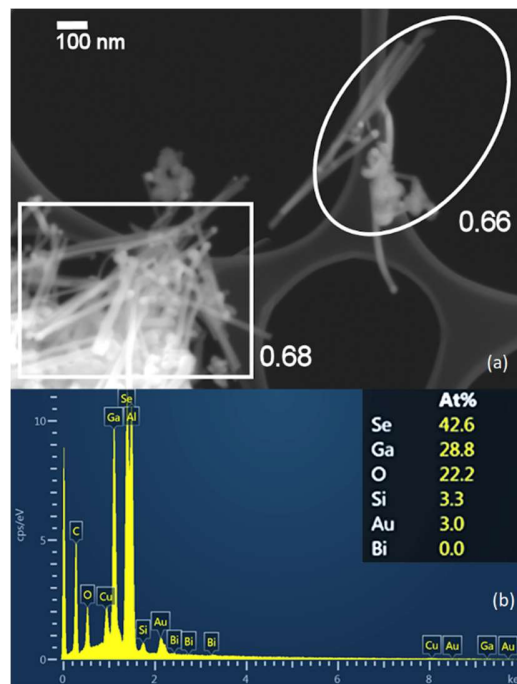 100 nm
0.66
0.68
(a)
At%
Se 42.6
Ga 28.8
O 22.2
Si 3.3
Au 3.0
Bi 0.0
(b)
cps/eV
10
5
0
Se
Ga Al
C
O Cu
Si Au
Bi Bi Bi
Cu Au Ga Au
0 2 4 6 8 ke